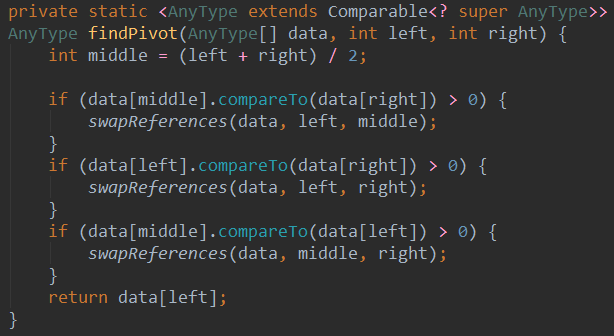 private static <AnyType extends Comparable<? super AnyType>>
AnyType findPivot(AnyType[] data, int left, int right) {
    int middle = (left + right) / 2;

    if (data[middle].compareTo(data[right]) > 0) {
        swapReferences(data, left, middle);
    }
    if (data[left].compareTo(data[right]) > 0) {
        swapReferences(data, left, right);
    }
    if (data[middle].compareTo(data[left]) > 0) {
        swapReferences(data, middle, right);
    }
    return data[left];
}